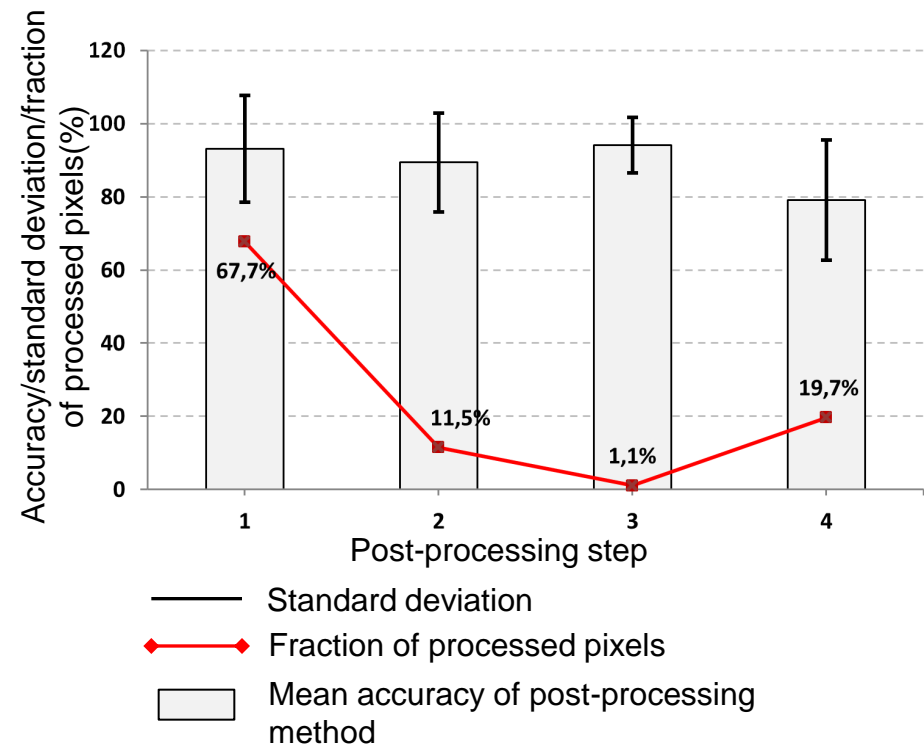 Accuracy/standard deviation/fraction
of processed pixels(%)
120
100
80
60
40
20
0
67,7%
11,5%
1,1%
19,7%
1
2
3
4
Post-processing step
Standard deviation
Fraction of processed pixels
Mean accuracy of post-processing
method